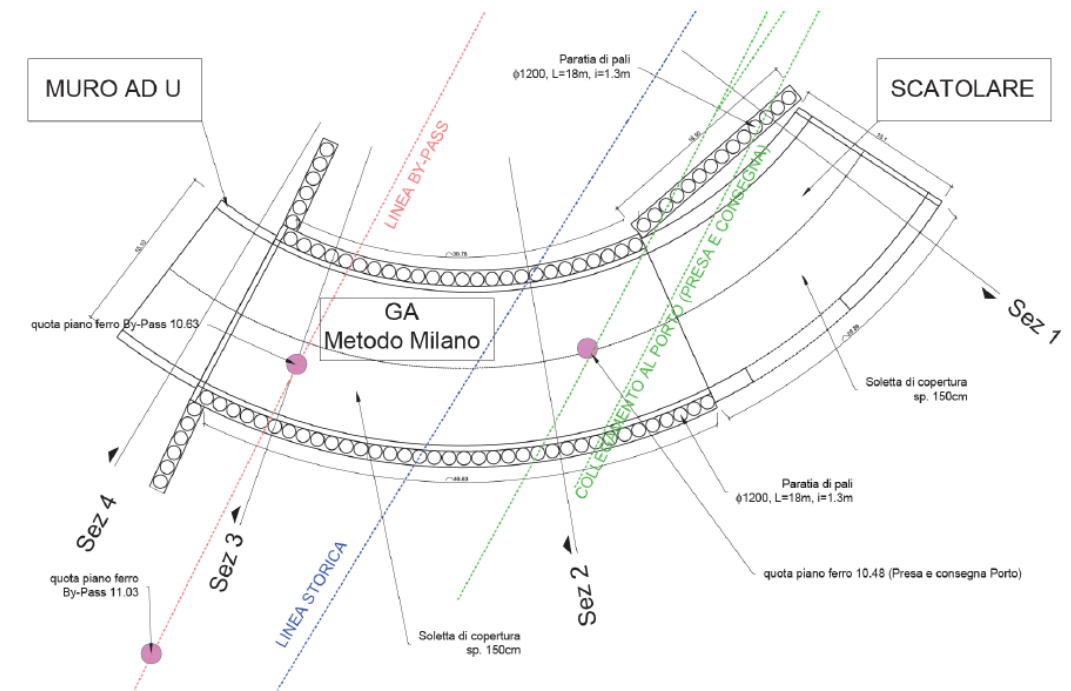 Paratia di pali
ϕ1200, L=18m, i=1.3m
MURO AD U
SCATOLARE
LINEA BY-PASS
COLLEGAMENTO AL PORTO (PRESA E CONSEGNA)
GA
Metodo Milano
quota piano ferro By-Pass 10.63
Sez 1
Soletta di copertura
sp. 150cm
Paratia di pali
ϕ1200, L=18m, i=1.3m
Sez 4
Sez 3
Sez 2
LINEA STORICA
quota piano ferro 10.48 (Presa e consegna Porto)
quota piano ferro
By-Pass 11.03
Soletta di copertura
sp. 150cm